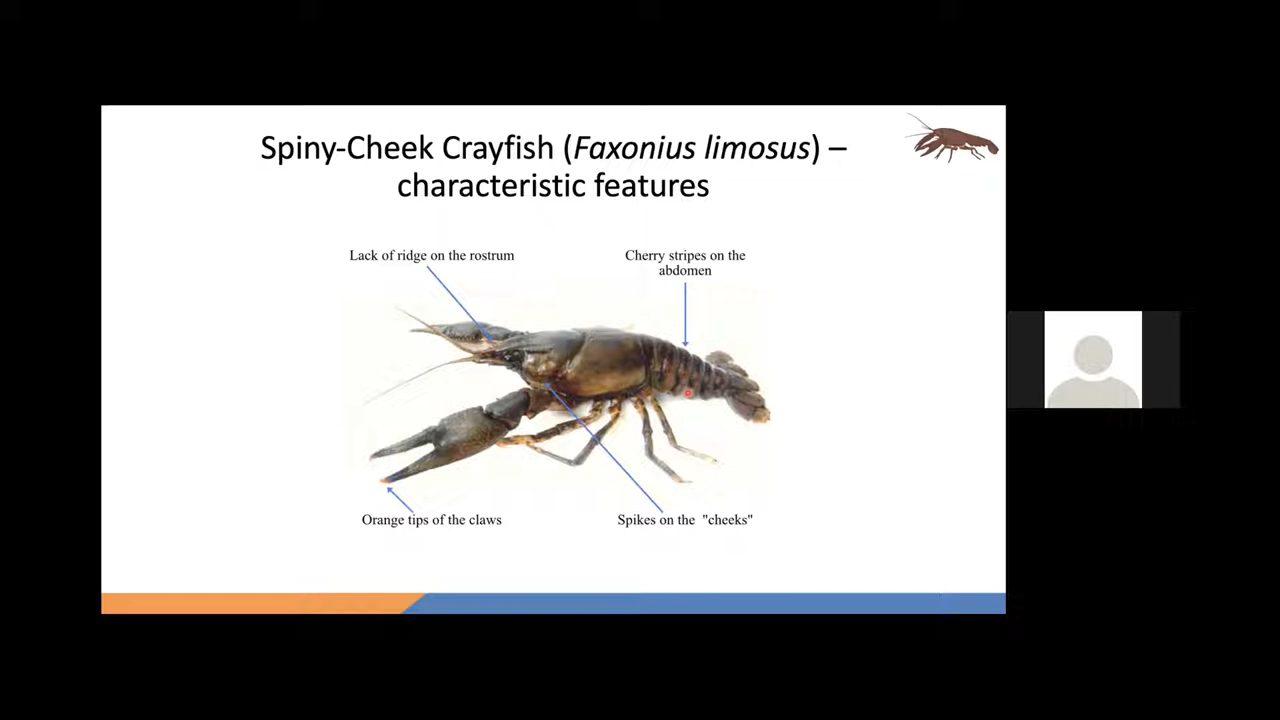 Spiny-Cheek Crayfish (Faxonius limosus) –
characteristic features
Lack of ridge on the rostrum
Cherry stripes on the
abdomen
Orange tips of the claws
Spikes on the "cheeks"